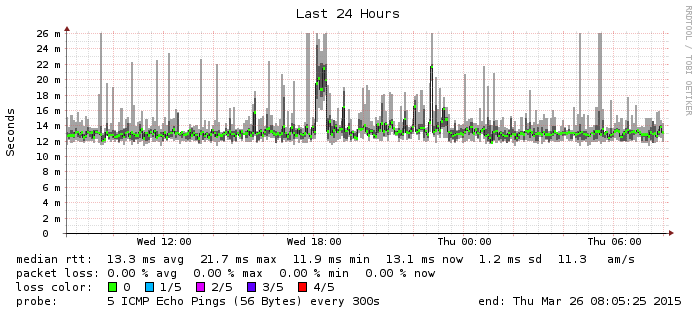 Last 24 Hours
RRDTOOL / TOBI OETIKER
Seconds
26 m
24 m
22 m
20 m
18 m
16 m
14 m
12 m
10 m
8 m
6 m
4 m
2 m
0
Wed 12:00 Wed 18:00 Thu 00:00 Thu 06:00
median rtt: 13.3 ms avg 21.7 ms max 11.9 ms min 13.1 ms now 1.2 ms sd 11.3 am/s
packet loss: 0.00 % avg 0.00 % max 0.00 % min 0.00 % now
loss color: 0 1/5 2/5 3/5 4/5
probe: 5 ICMP Echo Pings (56 Bytes) every 300s end: Thu Mar 26 08:05:25 2015